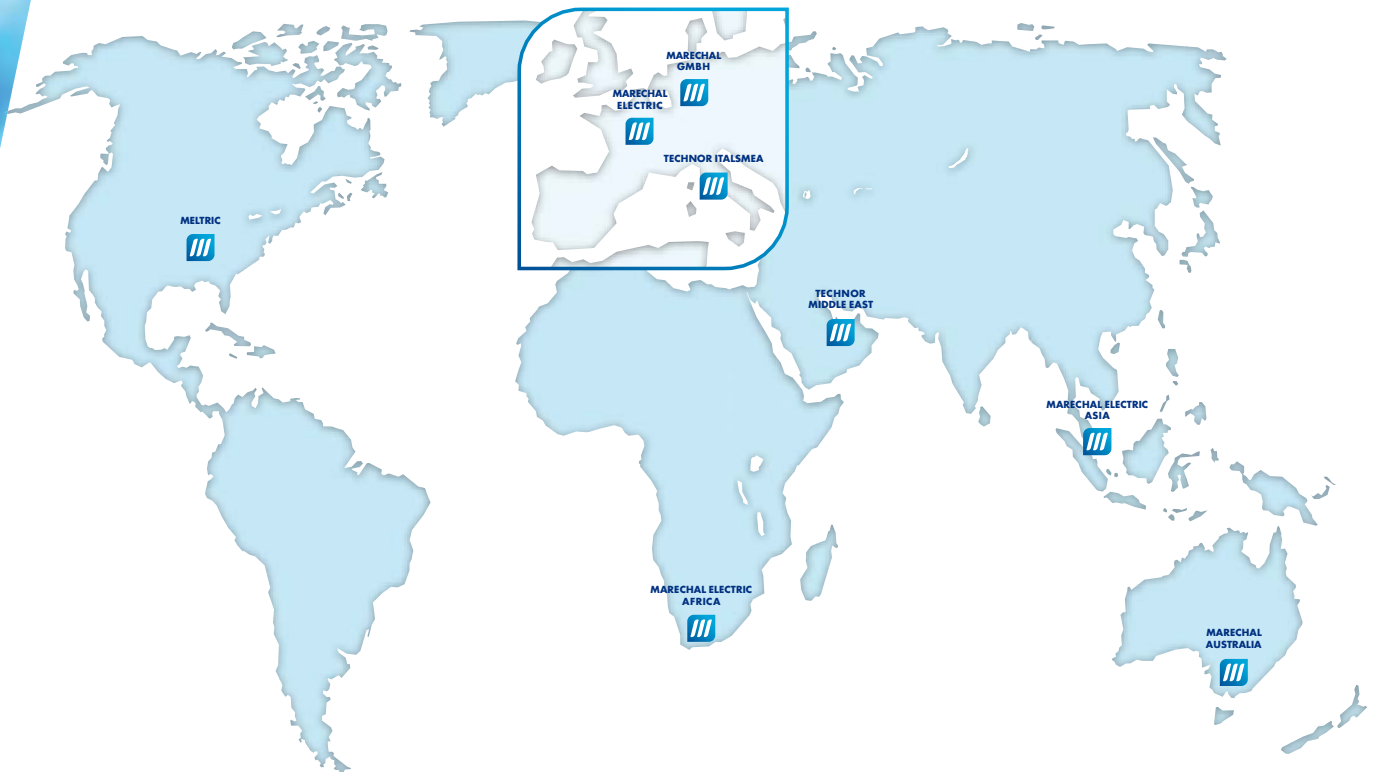 MARECHAL
GMBH
MARECHAL
ELECTRIC
TECHNOR ITALSMEA
MELTRIC
TECHNOR
MIDDLE EAST
MARECHAL ELECTRIC
ASIA
MARECHAL ELECTRIC
AFRICA
MARECHAL
AUSTRALIA